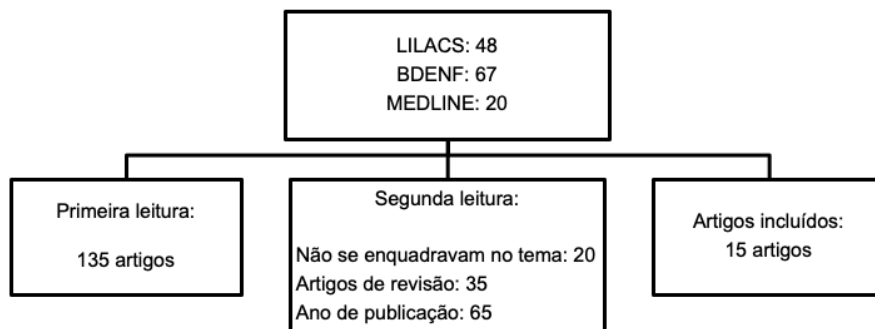 LILACS: 48
BDENF: 67
MEDLINE: 20
Primeira leitura:
135 artigos
Segunda leitura:
Não se enquadravam no tema: 20
Artigos de revisão: 35
Ano de publicação: 65
Artigos incluídos:
15 artigos